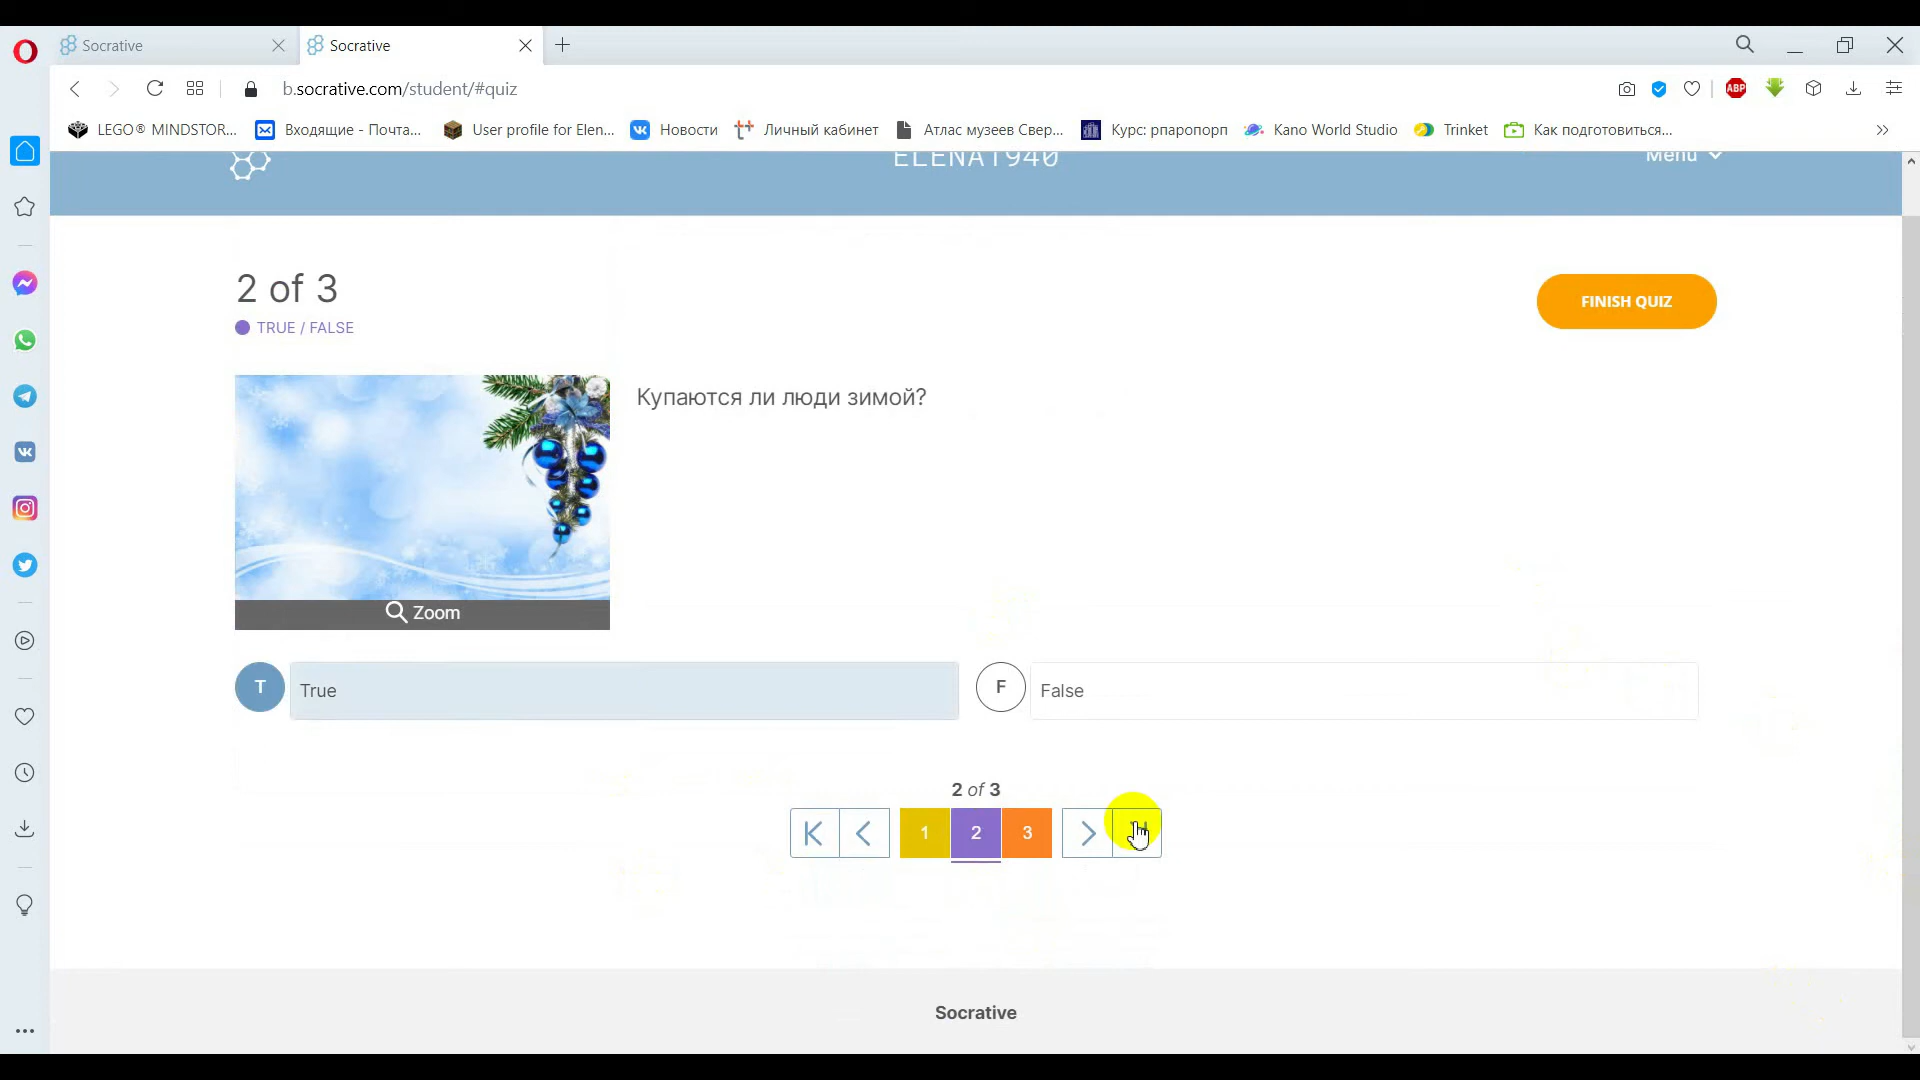 Socrative
Socrative
b.socrative.com/student/#quiz
ABP
LEGO® MINDSTOR...
Входящие - Почта...
User profile for Elen...
Новости
Личный кабинет
Атлас музеев Свер...
Курс: рпаропорп
Kano World Studio
Trinket
Как подготовиться...
ELENA1940
Menu
2 of 3
TRUE / FALSE
FINISH QUIZ
Купаются ли люди зимой?
Zoom
T
True
F
False
2 of 3
1
2
3
Socrative